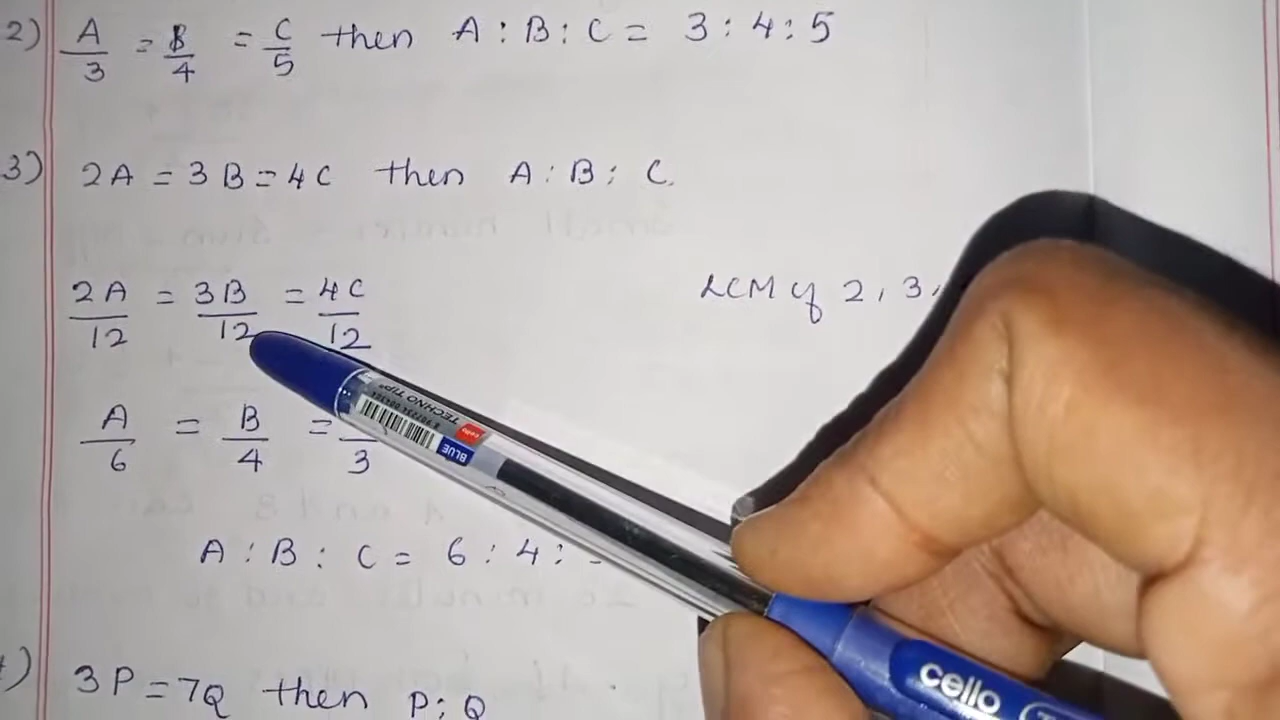 2) A/3 = B/4 = C/5 then A : B : C = 3 : 4 : 5
3) 2A = 3B = 4C then A : B : C.
2A/12 = 3B/12 = 4C/12
LCM of 2, 3,
A/6 = B/4 = /3
A : B : C = 6 : 4 :
) 3P = 7Q then P : Q
TECHNO TIP
cello
BLUE
cello